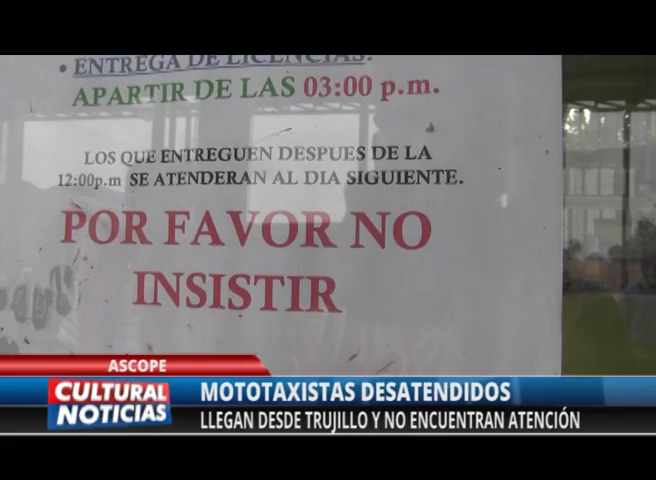 • ENTREGA DE LICENCIAS:
APARTIR DE LAS 03:00 p.m.
LOS QUE ENTREGUEN DESPUES DE LA
12:00p.m SE ATENDERAN AL DIA SIGUIENTE.
POR FAVOR NO
INSISTIR
ASCOPE
CULTURAL
NOTICIAS
MOTOTAXISTAS DESATENDIDOS
LLEGAN DESDE TRUJILLO Y NO ENCUENTRAN ATENCIÓN